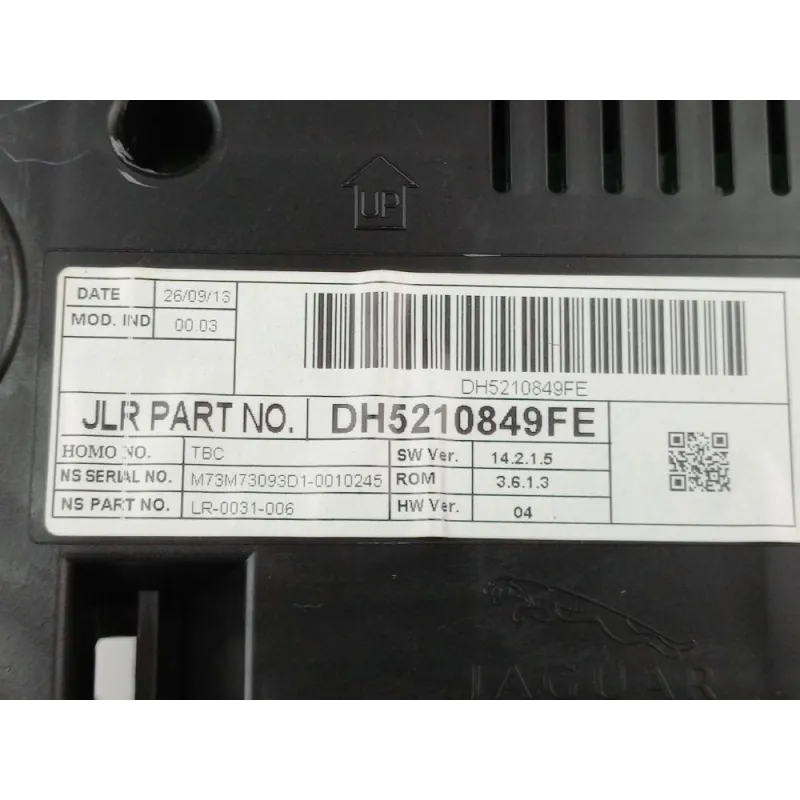 UP
DATE 26/09/13
MOD. IND 00.03
DH5210849FE
JLR PART NO. DH5210849FE
HOMO NO. TBC SW Ver. 14.2.1.5
NS SERIAL NO. M73M73093D1-0010245 ROM 3.6.1.3
NS PART NO. LR-0031-006 HW Ver. 04
JAGUAR